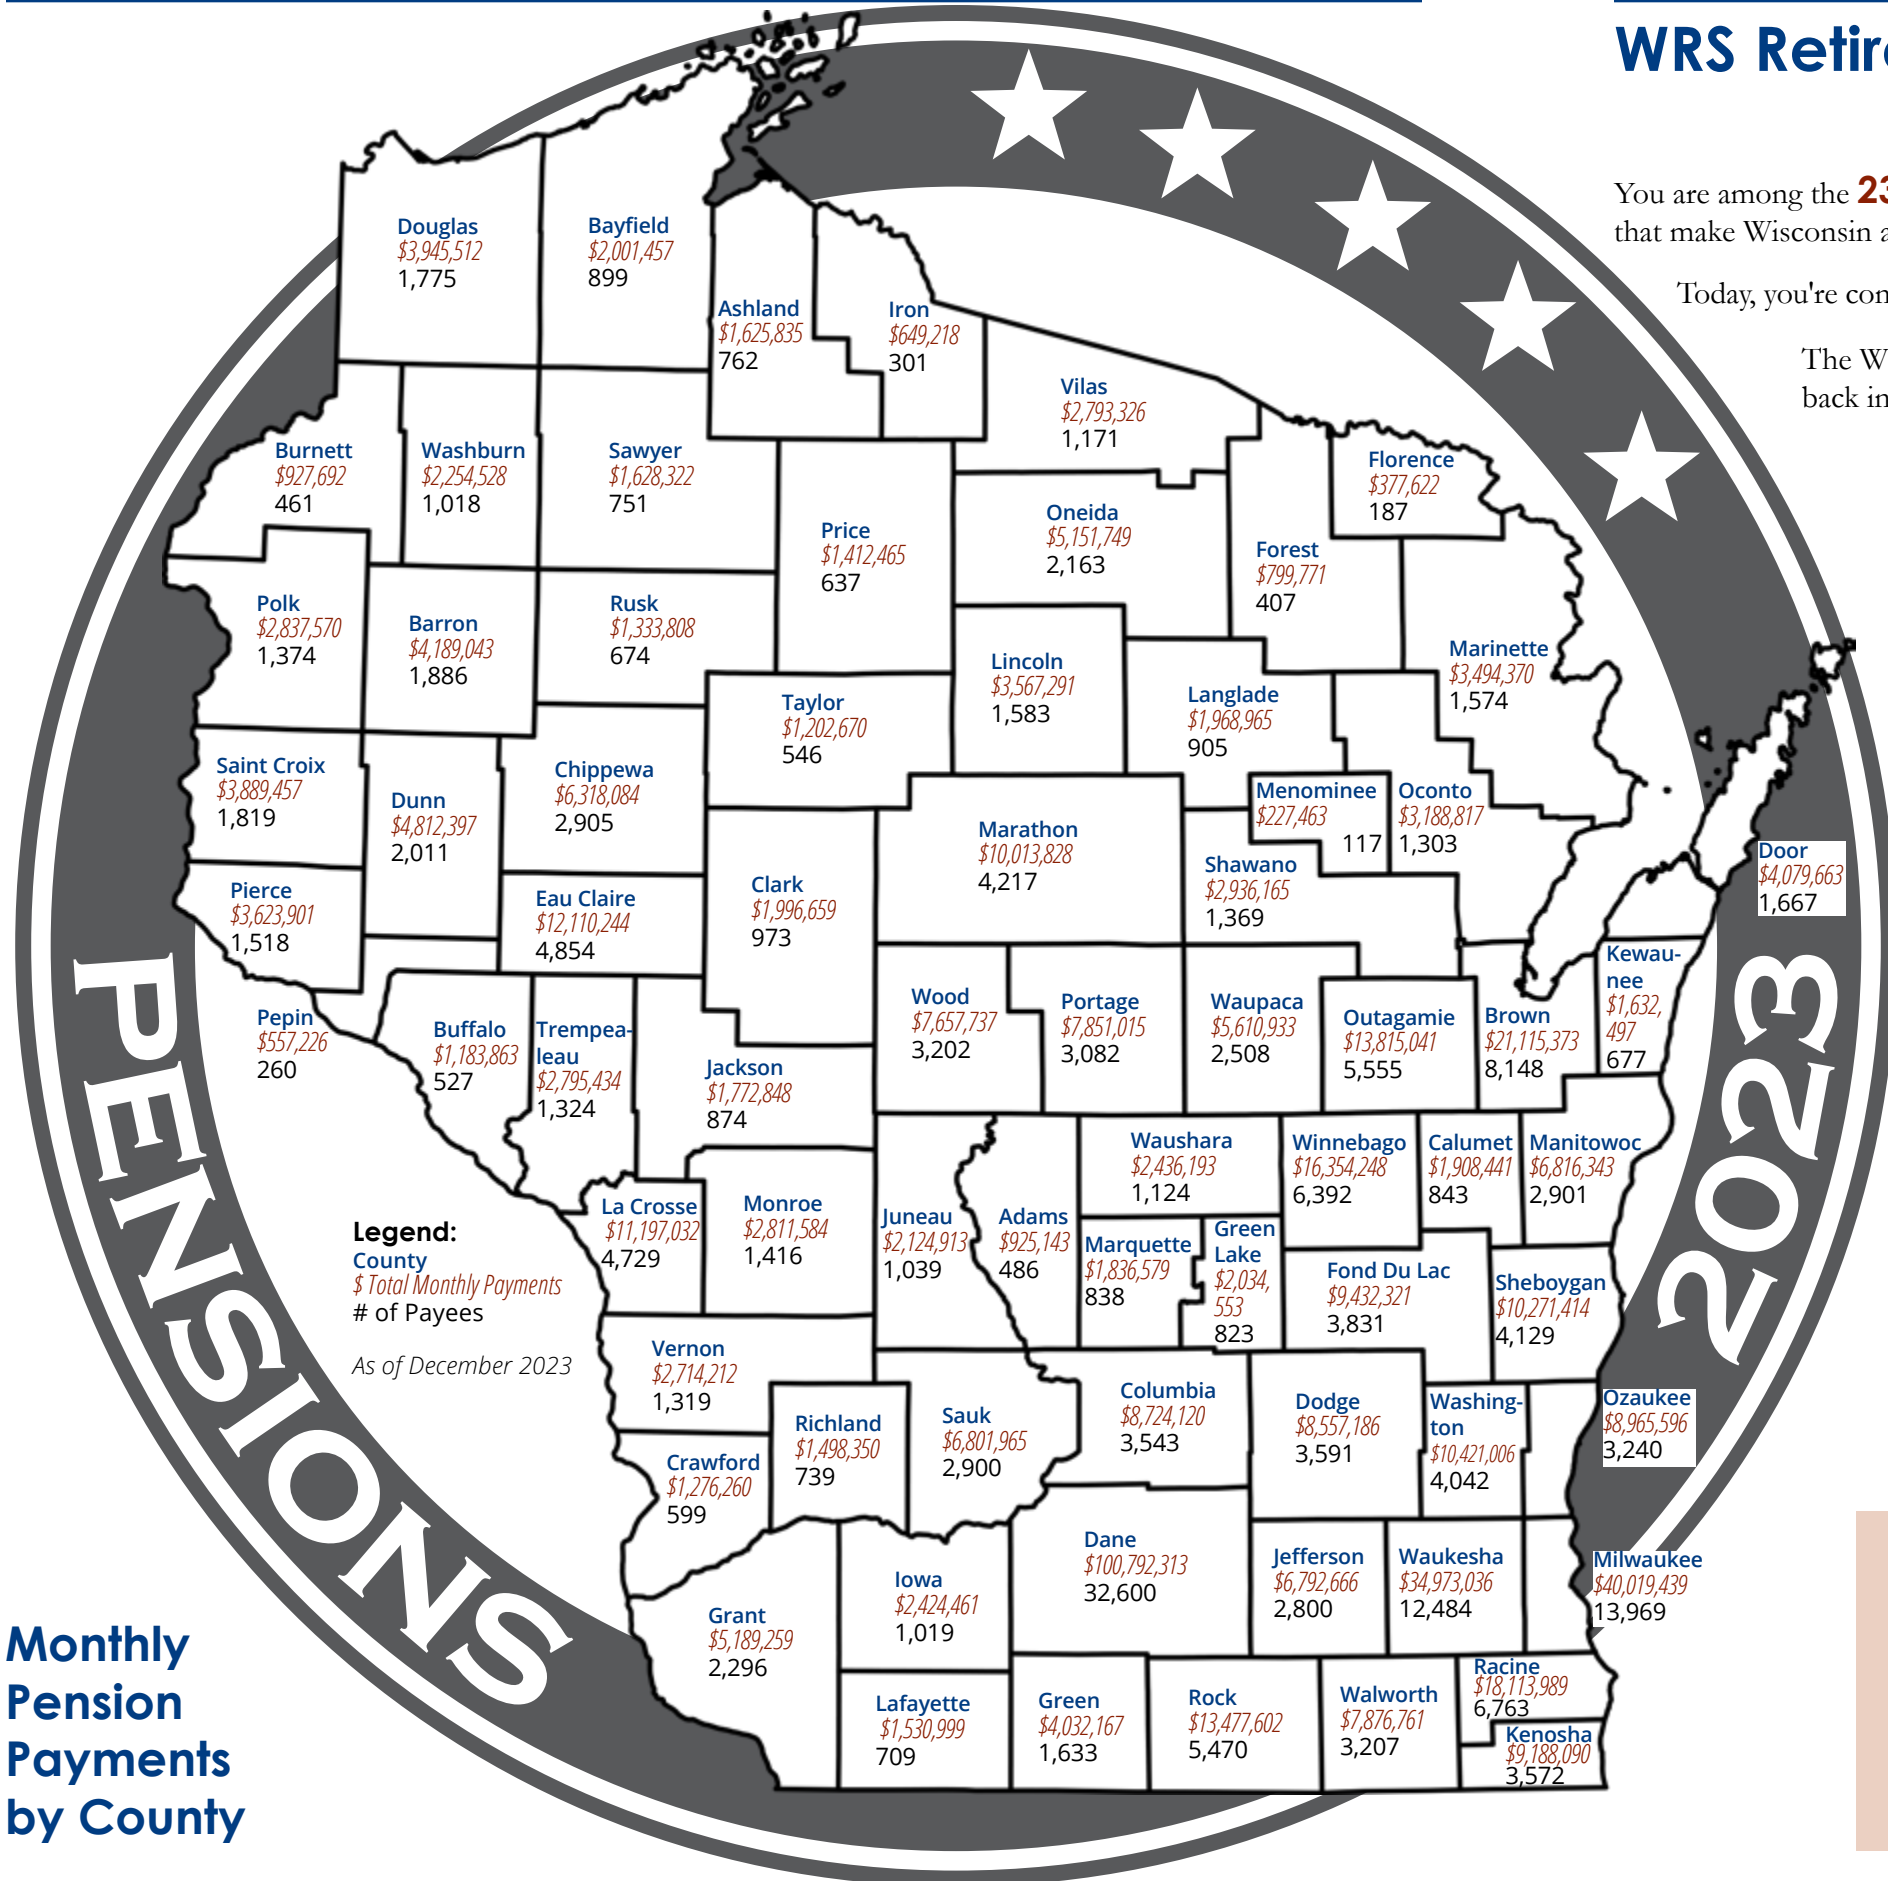 WRS Retir
You are among the 23
that make Wisconsin a
Today, you're con
The W
back in
Douglas
$3,945,512
1,775
Bayfield
$2,001,457
899
Ashland
$1,625,835
762
Iron
$649,218
301
Vilas
$2,793,326
1,171
Burnett
$927,692
461
Washburn
$2,254,528
1,018
Sawyer
$1,628,322
751
Price
$1,412,465
637
Oneida
$5,151,749
2,163
Florence
$377,622
187
Forest
$799,771
407
Polk
$2,837,570
1,374
Barron
$4,189,043
1,886
Rusk
$1,333,808
674
Lincoln
$3,567,291
1,583
Marinette
$3,494,370
1,574
Taylor
$1,202,670
546
Langlade
$1,968,965
905
Saint Croix
$3,889,457
1,819
Dunn
$4,812,397
2,011
Chippewa
$6,318,084
2,905
Marathon
$10,013,828
4,217
Menominee
$227,463
117
Oconto
$3,188,817
1,303
Shawano
$2,936,165
1,369
Door
$4,079,663
1,667
Pierce
$3,623,901
1,518
Eau Claire
$12,110,244
4,854
Clark
$1,996,659
973
Pepin
$557,226
260
Buffalo
$1,183,863
527
Trempea-
leau
$2,795,434
1,324
Jackson
$1,772,848
874
Wood
$7,657,737
3,202
Portage
$7,851,015
3,082
Waupaca
$5,610,933
2,508
Outagamie
$13,815,041
5,555
Brown
$21,115,373
8,148
Kewau-
nee
$1,632,
497
677
La Crosse
$11,197,032
4,729
Monroe
$2,811,584
1,416
Juneau
$2,124,913
1,039
Adams
$925,143
486
Waushara
$2,436,193
1,124
Marquette
$1,836,579
838
Green
Lake
$2,034,
553
823
Winnebago
$16,354,248
6,392
Calumet
$1,908,441
843
Manitowoc
$6,816,343
2,901
Fond Du Lac
$9,432,321
3,831
Sheboygan
$10,271,414
4,129
Legend:
County
$ Total Monthly Payments
# of Payees
As of December 2023
Vernon
$2,714,212
1,319
Crawford
$1,276,260
599
Richland
$1,498,350
739
Sauk
$6,801,965
2,900
Columbia
$8,724,120
3,543
Dodge
$8,557,186
3,591
Washing-
ton
$10,421,006
4,042
Ozaukee
$8,965,596
3,240
Grant
$5,189,259
2,296
Iowa
$2,424,461
1,019
Dane
$100,792,313
32,600
Jefferson
$6,792,666
2,800
Waukesha
$34,973,036
12,484
Milwaukee
$40,019,439
13,969
Lafayette
$1,530,999
709
Green
$4,032,167
1,633
Rock
$13,477,602
5,470
Walworth
$7,876,761
3,207
Racine
$18,113,989
6,763
Kenosha
$9,188,090
3,572
PENSIONS
2023
Monthly
Pension
Payments
by County